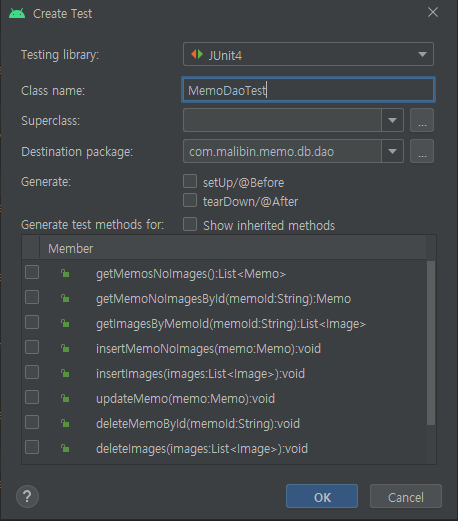 Create Test
Testing library: JUnit4
Class name: MemoDaoTest
Superclass: ...
Destination package: com.malibin.memo.db.dao ...
Generate: setUp/@Before
tearDown/@After
Generate test methods for: Show inherited methods
Member
getMemosNoImages():List<Memo>
getMemoNoImagesById(memoId:String):Memo
getImagesByMemoId(memoId:String):List<Image>
insertMemoNoImages(memo:Memo):void
insertImages(images:List<Image>):void
updateMemo(memo:Memo):void
deleteMemoById(memoId:String):void
deleteImages(images:List<Image>):void
? OK Cancel